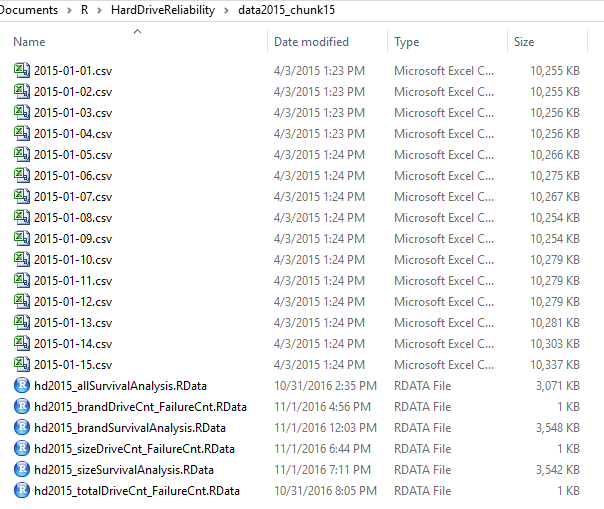 Documents > R > HardDriveReliability > data2015_chunk15
Name Date modified Type Size
2015-01-01.csv 4/3/2015 1:23 PM Microsoft Excel C... 10,255 KB
2015-01-02.csv 4/3/2015 1:23 PM Microsoft Excel C... 10,255 KB
2015-01-03.csv 4/3/2015 1:23 PM Microsoft Excel C... 10,256 KB
2015-01-04.csv 4/3/2015 1:23 PM Microsoft Excel C... 10,256 KB
2015-01-05.csv 4/3/2015 1:24 PM Microsoft Excel C... 10,266 KB
2015-01-06.csv 4/3/2015 1:24 PM Microsoft Excel C... 10,275 KB
2015-01-07.csv 4/3/2015 1:24 PM Microsoft Excel C... 10,267 KB
2015-01-08.csv 4/3/2015 1:24 PM Microsoft Excel C... 10,254 KB
2015-01-09.csv 4/3/2015 1:24 PM Microsoft Excel C... 10,254 KB
2015-01-10.csv 4/3/2015 1:24 PM Microsoft Excel C... 10,279 KB
2015-01-11.csv 4/3/2015 1:24 PM Microsoft Excel C... 10,279 KB
2015-01-12.csv 4/3/2015 1:24 PM Microsoft Excel C... 10,279 KB
2015-01-13.csv 4/3/2015 1:24 PM Microsoft Excel C... 10,281 KB
2015-01-14.csv 4/3/2015 1:24 PM Microsoft Excel C... 10,303 KB
2015-01-15.csv 4/3/2015 1:24 PM Microsoft Excel C... 10,337 KB
hd2015_allSurvivalAnalysis.RData 10/31/2016 2:35 PM RDATA File 3,071 KB
hd2015_brandDriveCnt_FailureCnt.RData 11/1/2016 4:56 PM RDATA File 1 KB
hd2015_brandSurvivalAnalysis.RData 11/1/2016 12:03 PM RDATA File 3,548 KB
hd2015_sizeDriveCnt_FailureCnt.RData 11/1/2016 6:44 PM RDATA File 1 KB
hd2015_sizeSurvivalAnalysis.RData 11/1/2016 7:11 PM RDATA File 3,542 KB
hd2015_totalDriveCnt_FailureCnt.RData 10/31/2016 8:05 PM RDATA File 1 KB